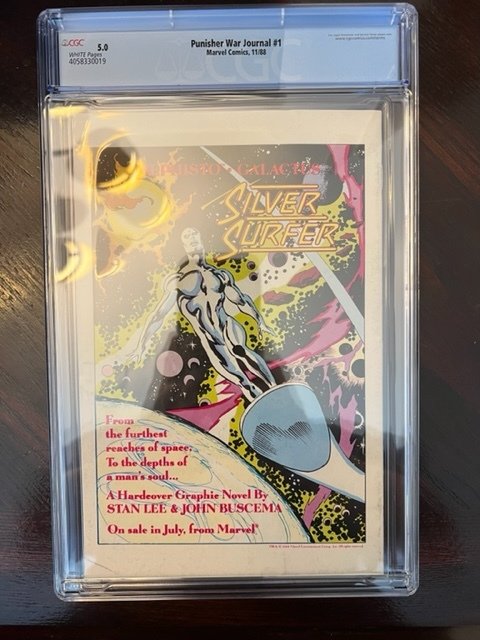 CGC
5.0
WHITE Pages
4058330019
Punisher War Journal #1
Marvel Comics, 11/88
CGC
GALACTUS
SILVER
SURFER
From
the furthest
reaches of space.
To the depths of
a man's soul...
A Hardcover Graphic Novel By
STAN LEE & JOHN BUSCEMA
On sale in July, from Marvel®